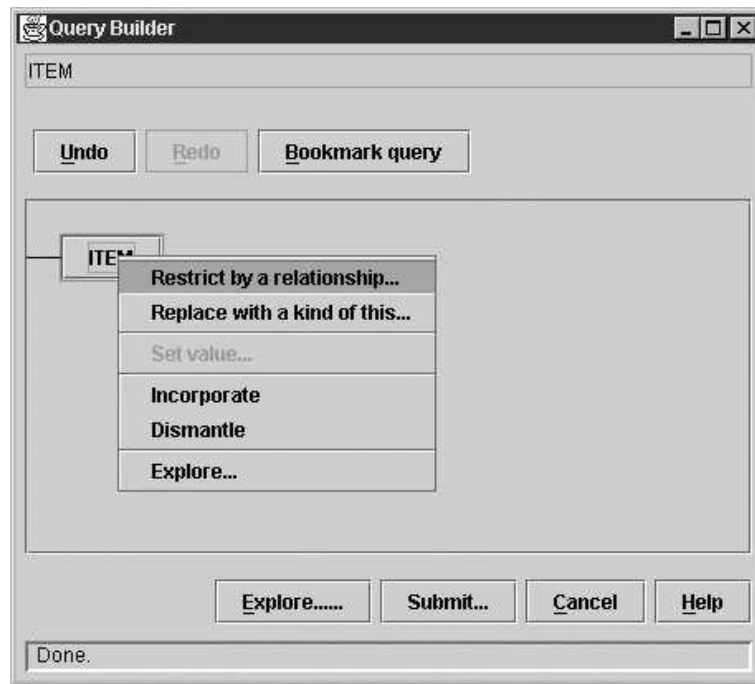 Query Builder
ITEM
Undo Redo Bookmark query
ITEM
Restrict by a relationship...
Replace with a kind of this...
Set value...
Incorporate
Dismantle
Explore...
Explore...... Submit... Cancel Help
Done.